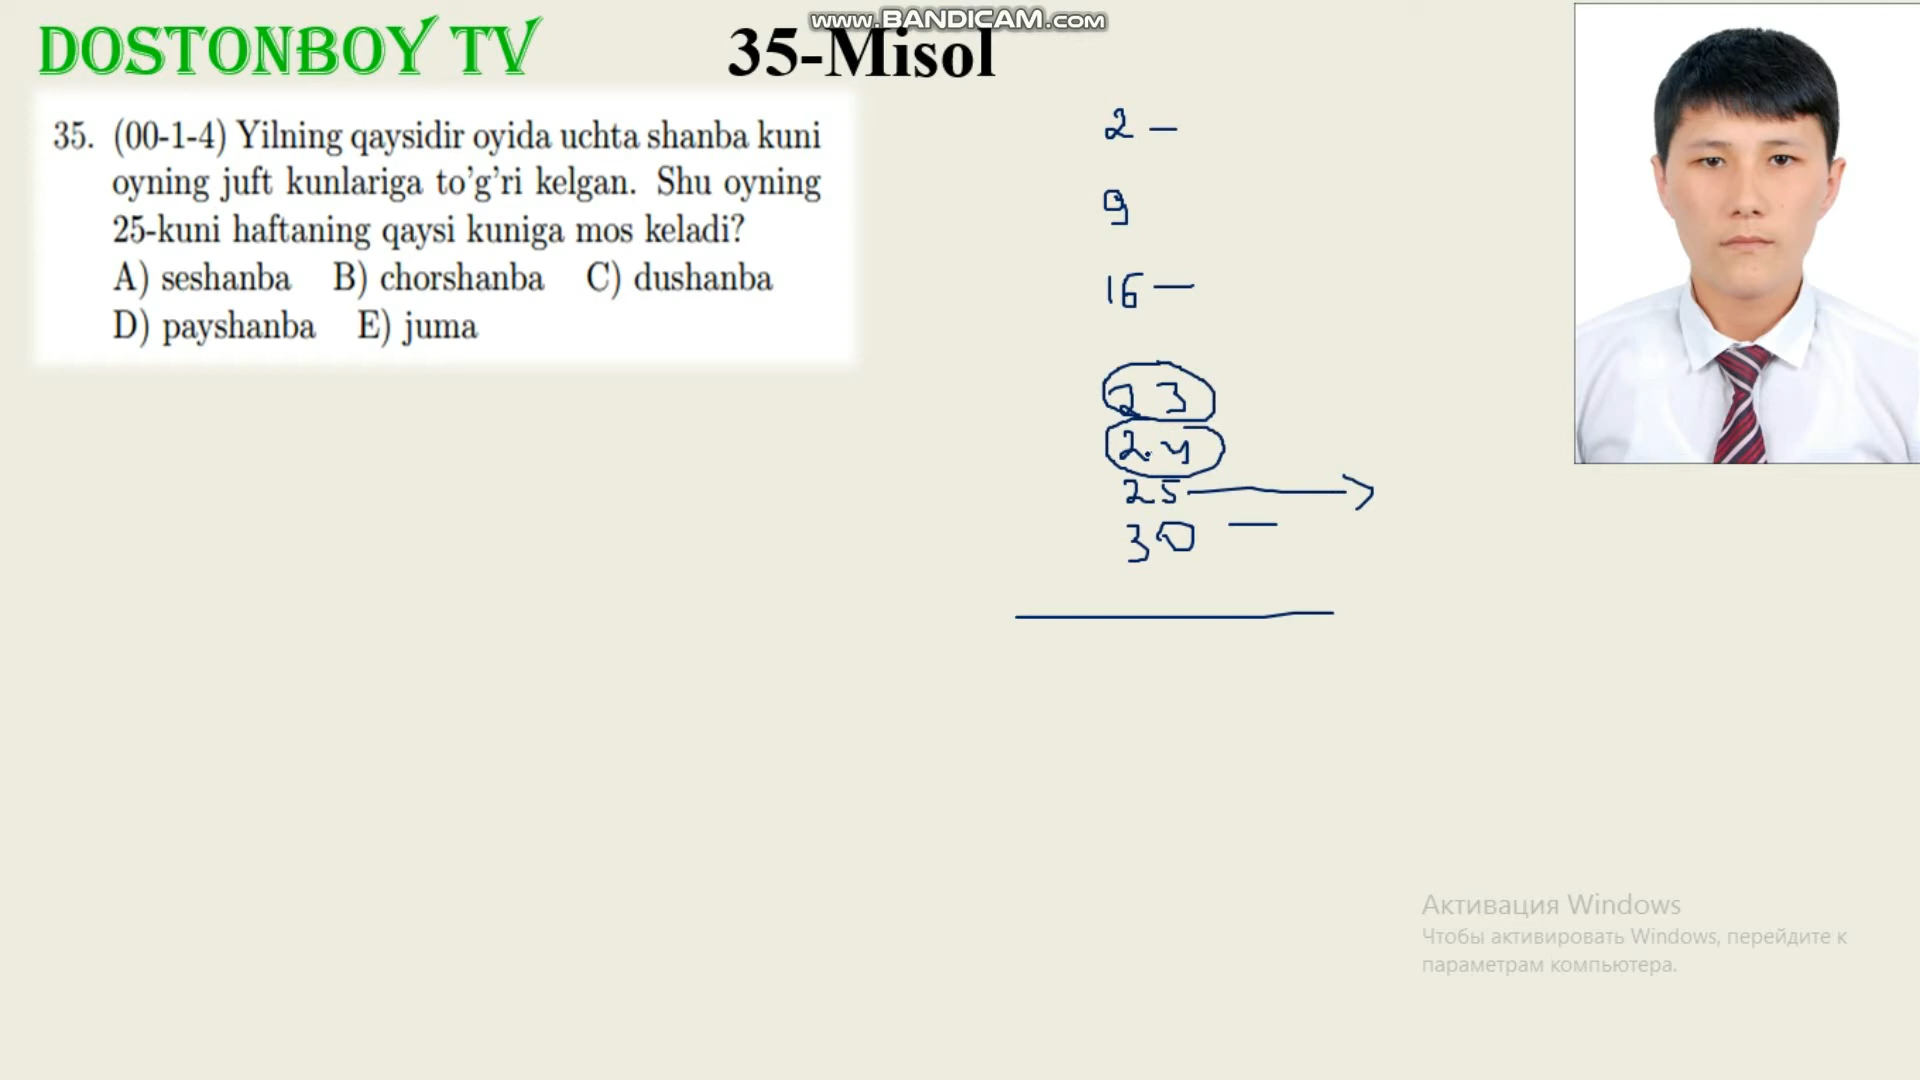 www.BANDICAM.com
DOSTONBOY TV
35-Misol
35. (00-1-4) Yilning qaysidir oyida uchta shanba kuni
oyning juft kunlariga to'g'ri kelgan. Shu oyning
25-kuni haftaning qaysi kuniga mos keladi?
A) seshanba B) chorshanba C) dushanba
D) payshanba E) juma
2 —
9
16 —
23
24
25
30 —
Активация Windows
Чтобы активировать Windows, перейдите к
параметрам компьютера.